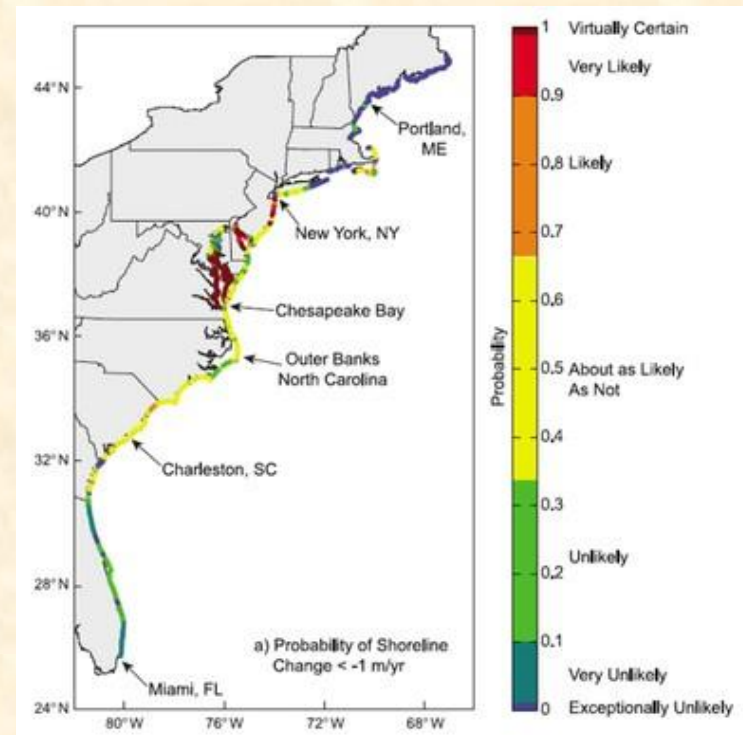 44°N
40°N
36°N
32°N
28°N
24°N
80°W
76°W
72°W
68°W
Portland,
ME
New York, NY
Chesapeake Bay
Outer Banks
North Carolina
Charleston, SC
Miami, FL
a) Probability of Shoreline
Change < -1 m/yr
Probability
1
0.9
0,8
0.7
0.6
0.5
0,4
0.3
0,2
0.1
0
Virtually Certain
Very Likely
Likely
About as Likely
As Not
Unlikely
Very Unlikely
Exceptionally Unlikely